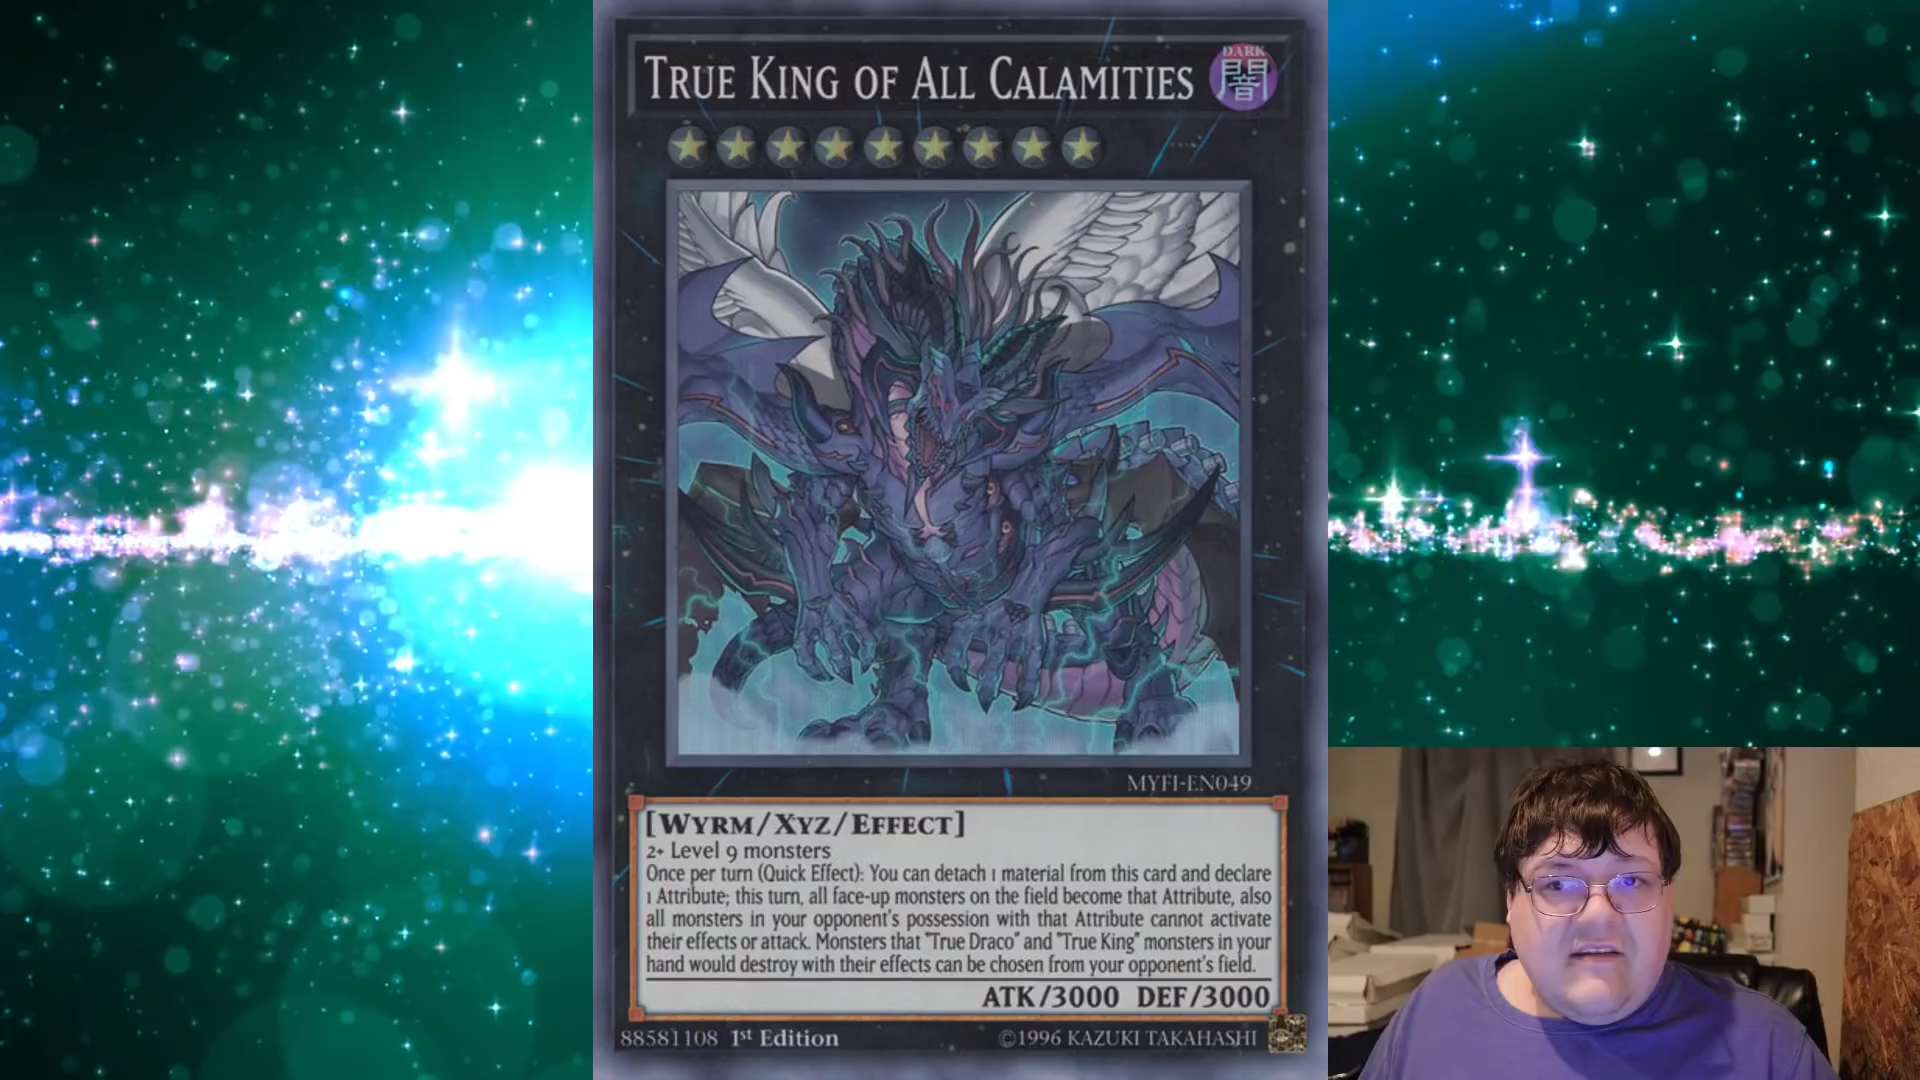 TRUE KING OF ALL CALAMITIES
DARK
闇
MYFI-EN049
[WYRM/XYZ/EFFECT]
2+ Level 9 monsters
Once per turn (Quick Effect): You can detach 1 material from this card and declare
1 Attribute; this turn, all face-up monsters on the field become that Attribute, also
all monsters in your opponent's possession with that Attribute cannot activate
their effects or attack. Monsters that "True Draco" and "True King" monsters in your
hand would destroy with their effects can be chosen from your opponent's field.
ATK/3000 DEF/3000
88581108 1st Edition
©1996 KAZUKI TAKAHASHI